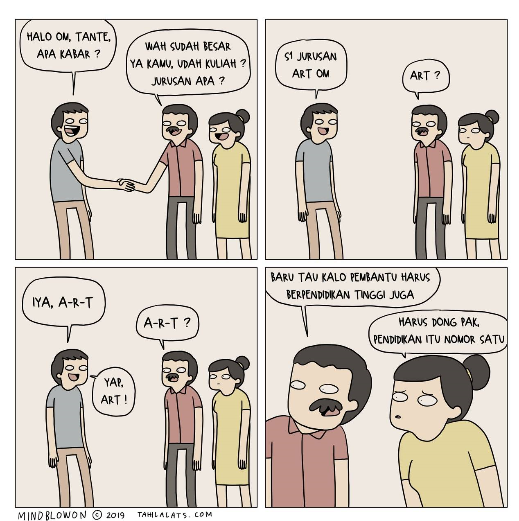 HALO OM, TANTE,
APA KABAR ?
WAH SUDAH BESAR
YA KAMU, UDAH KULIAH ?
JURUSAN APA ?
S1 JURUSAN
ART OM
ART ?
IYA, A-R-T
YAP,
ART !
A-R-T ?
BARU TAU KALO PEMBANTU HARUS
BERPENDIDIKAN TINGGI JUGA
HARUS DONG PAK,
PENDIDIKAN ITU NOMOR SATU
MINDBLOWON © 2019 TAHILALATS. COM